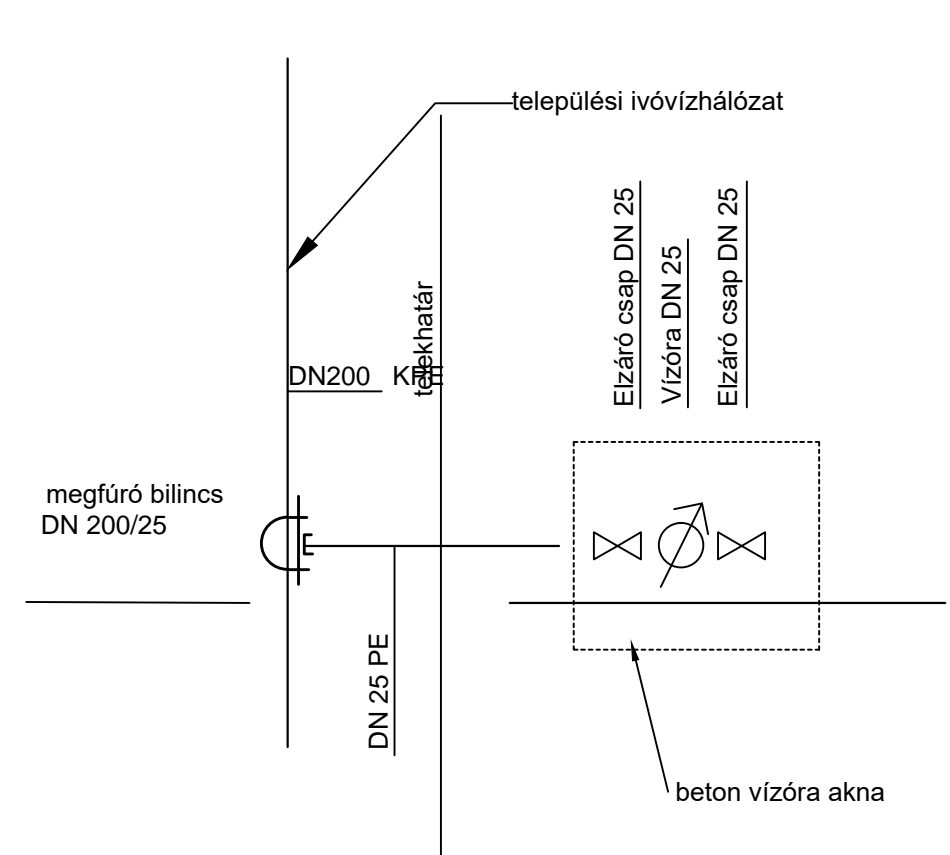 települési ivóvízhálózat
Elzáró csap DN 25
Vízóra DN 25
Elzáró csap DN 25
telekhatár
DN200 KPE
megfúró bilincs
DN 200/25
DN 25 PE
beton vízóra akna